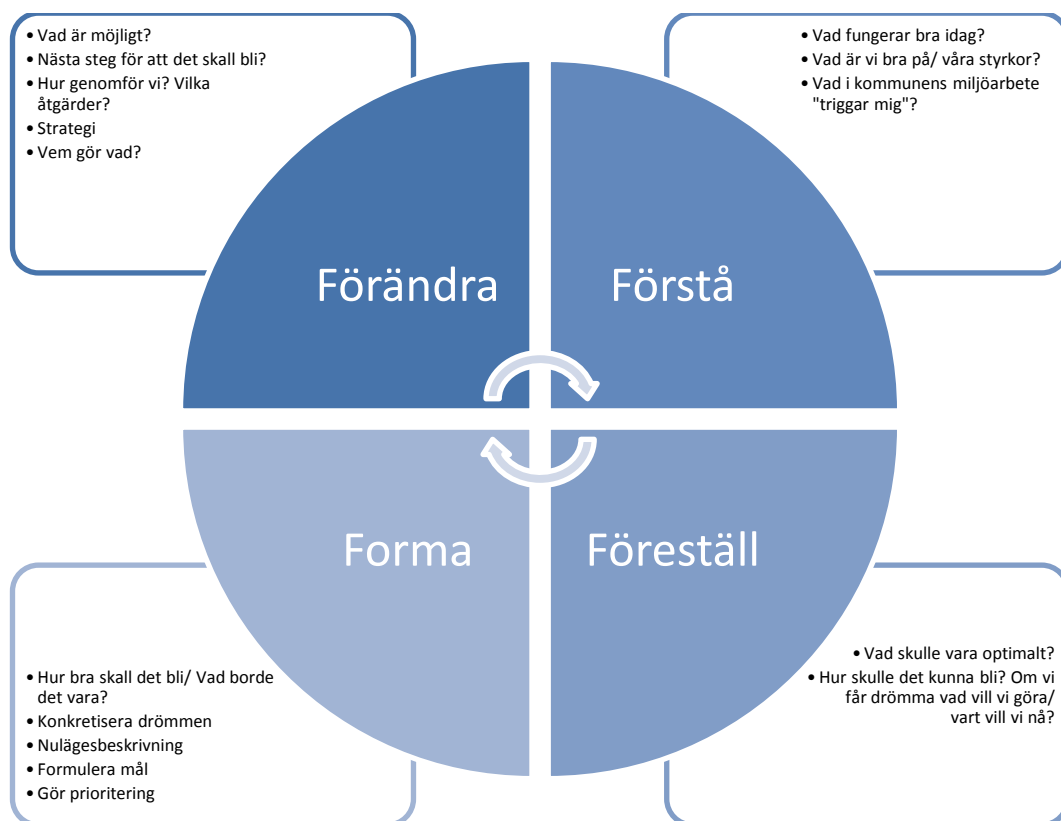 • Vad är möjligt?
• Nästa steg för att det skall bli?
• Hur genomför vi? Vilka
åtgärder?
• Strategi
• Vem gör vad?
• Vad fungerar bra idag?
• Vad är vi bra på/ våra styrkor?
• Vad i kommunens miljöarbete
"triggar mig"?
Förändra
Förstå
Forma
Föreställ
• Hur bra skall det bli/ Vad borde
det vara?
• Konkretisera drömmen
• Nulägesbeskrivning
• Formulera mål
• Gör prioritering
• Vad skulle vara optimalt?
• Hur skulle det kunna bli? Om vi
får drömma vad vill vi göra/
vart vill vi nå?